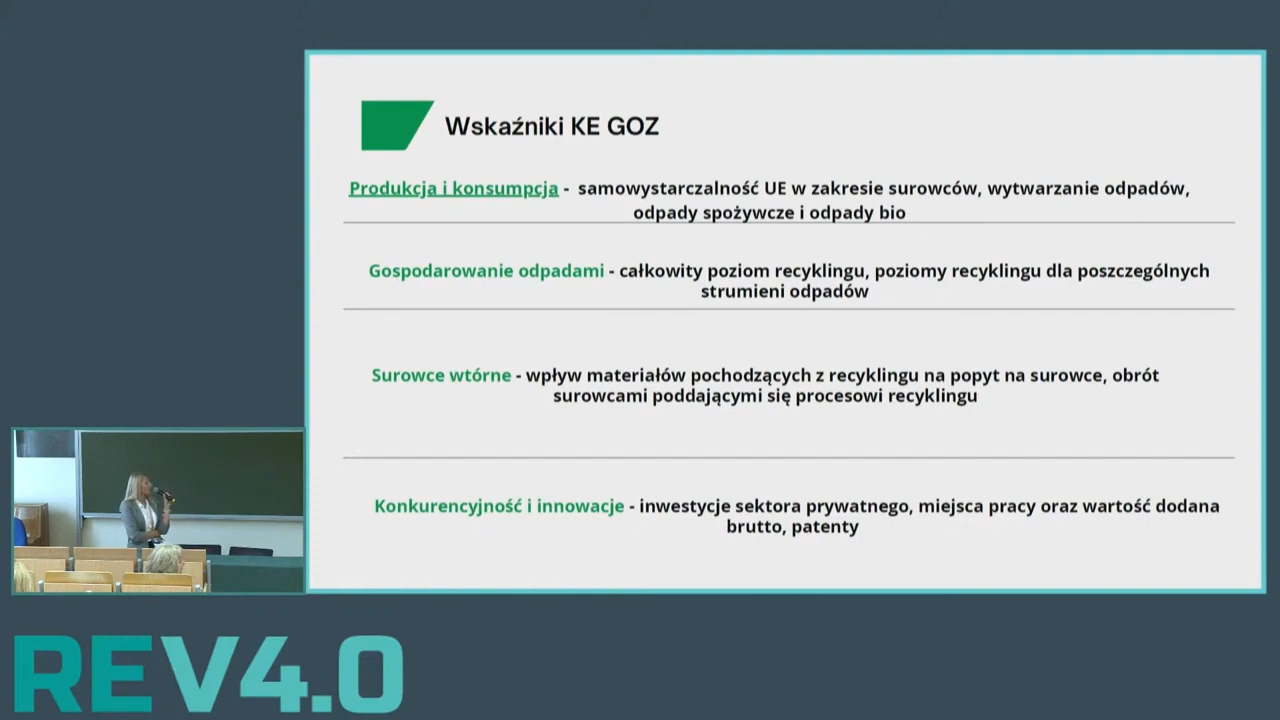 Wskaźniki KE GOZ
Produkcja i konsumpcja - samowystarczalność UE w zakresie surowców, wytwarzanie odpadów,
odpady spożywcze i odpady bio
Gospodarowanie odpadami - całkowity poziom recyklingu, poziomy recyklingu dla poszczególnych
strumieni odpadów
Surowce wtórne - wpływ materiałów pochodzących z recyklingu na popyt na surowce, obrót
surowcami poddającymi się procesowi recyklingu
Konkurencyjność i innowacje - inwestycje sektora prywatnego, miejsca pracy oraz wartość dodana
brutto, patenty
REV4.0